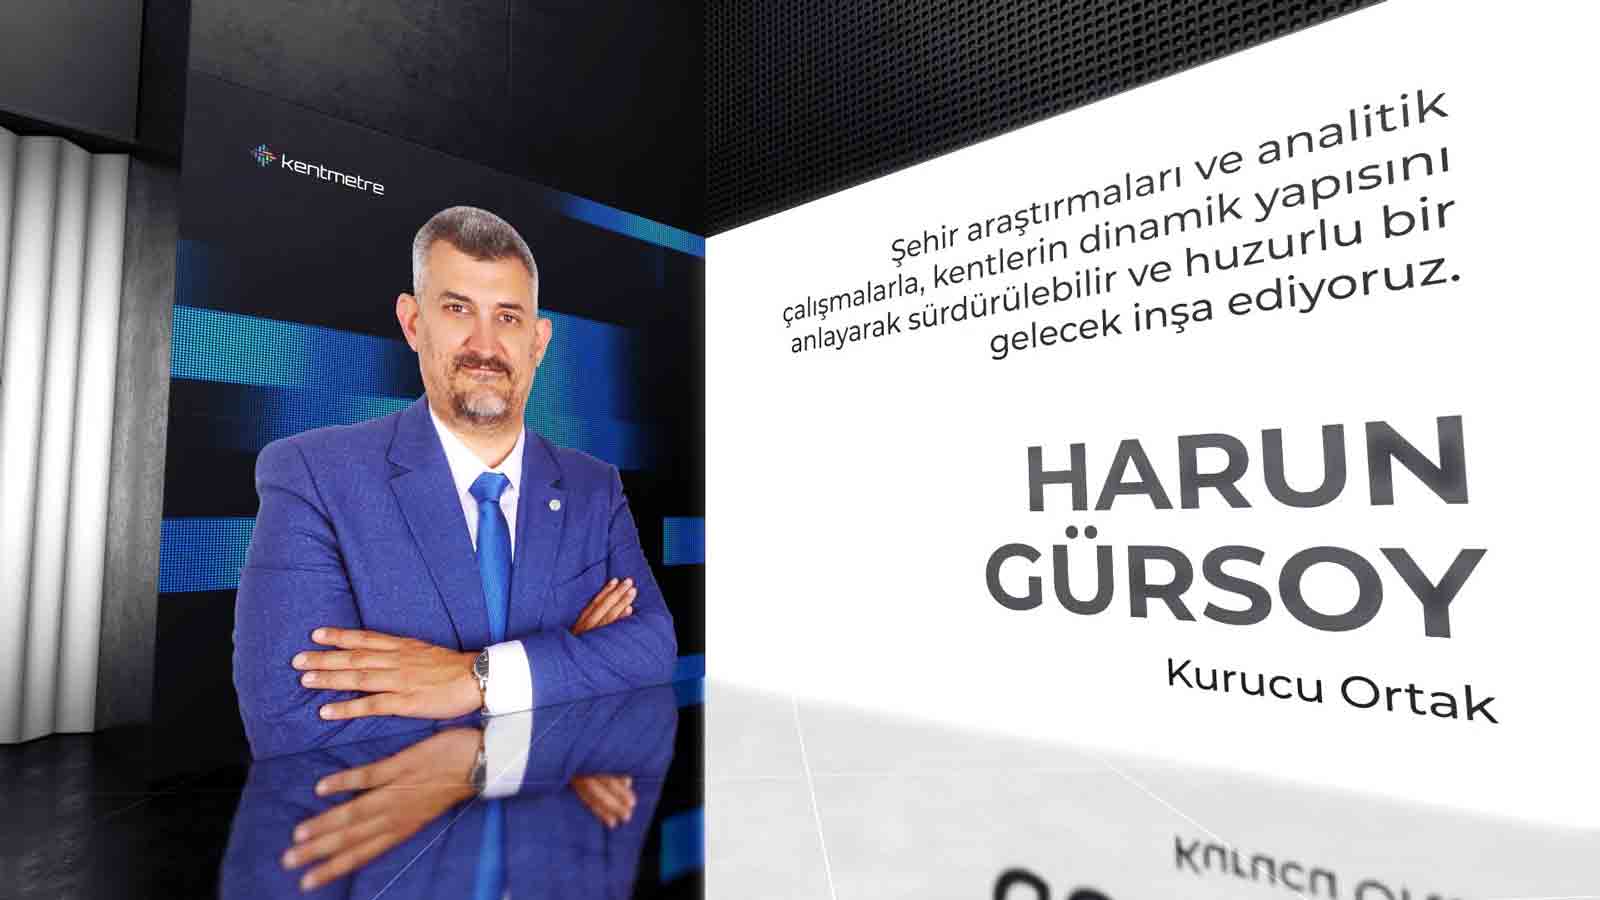 kentmetre
Şehir araştırmaları ve analitik
çalışmalarla, kentlerin dinamik yapısını
anlayarak sürdürülebilir ve huzurlu bir
gelecek inşa ediyoruz.
HARUN
GÜRSOY
Kurucu Ortak